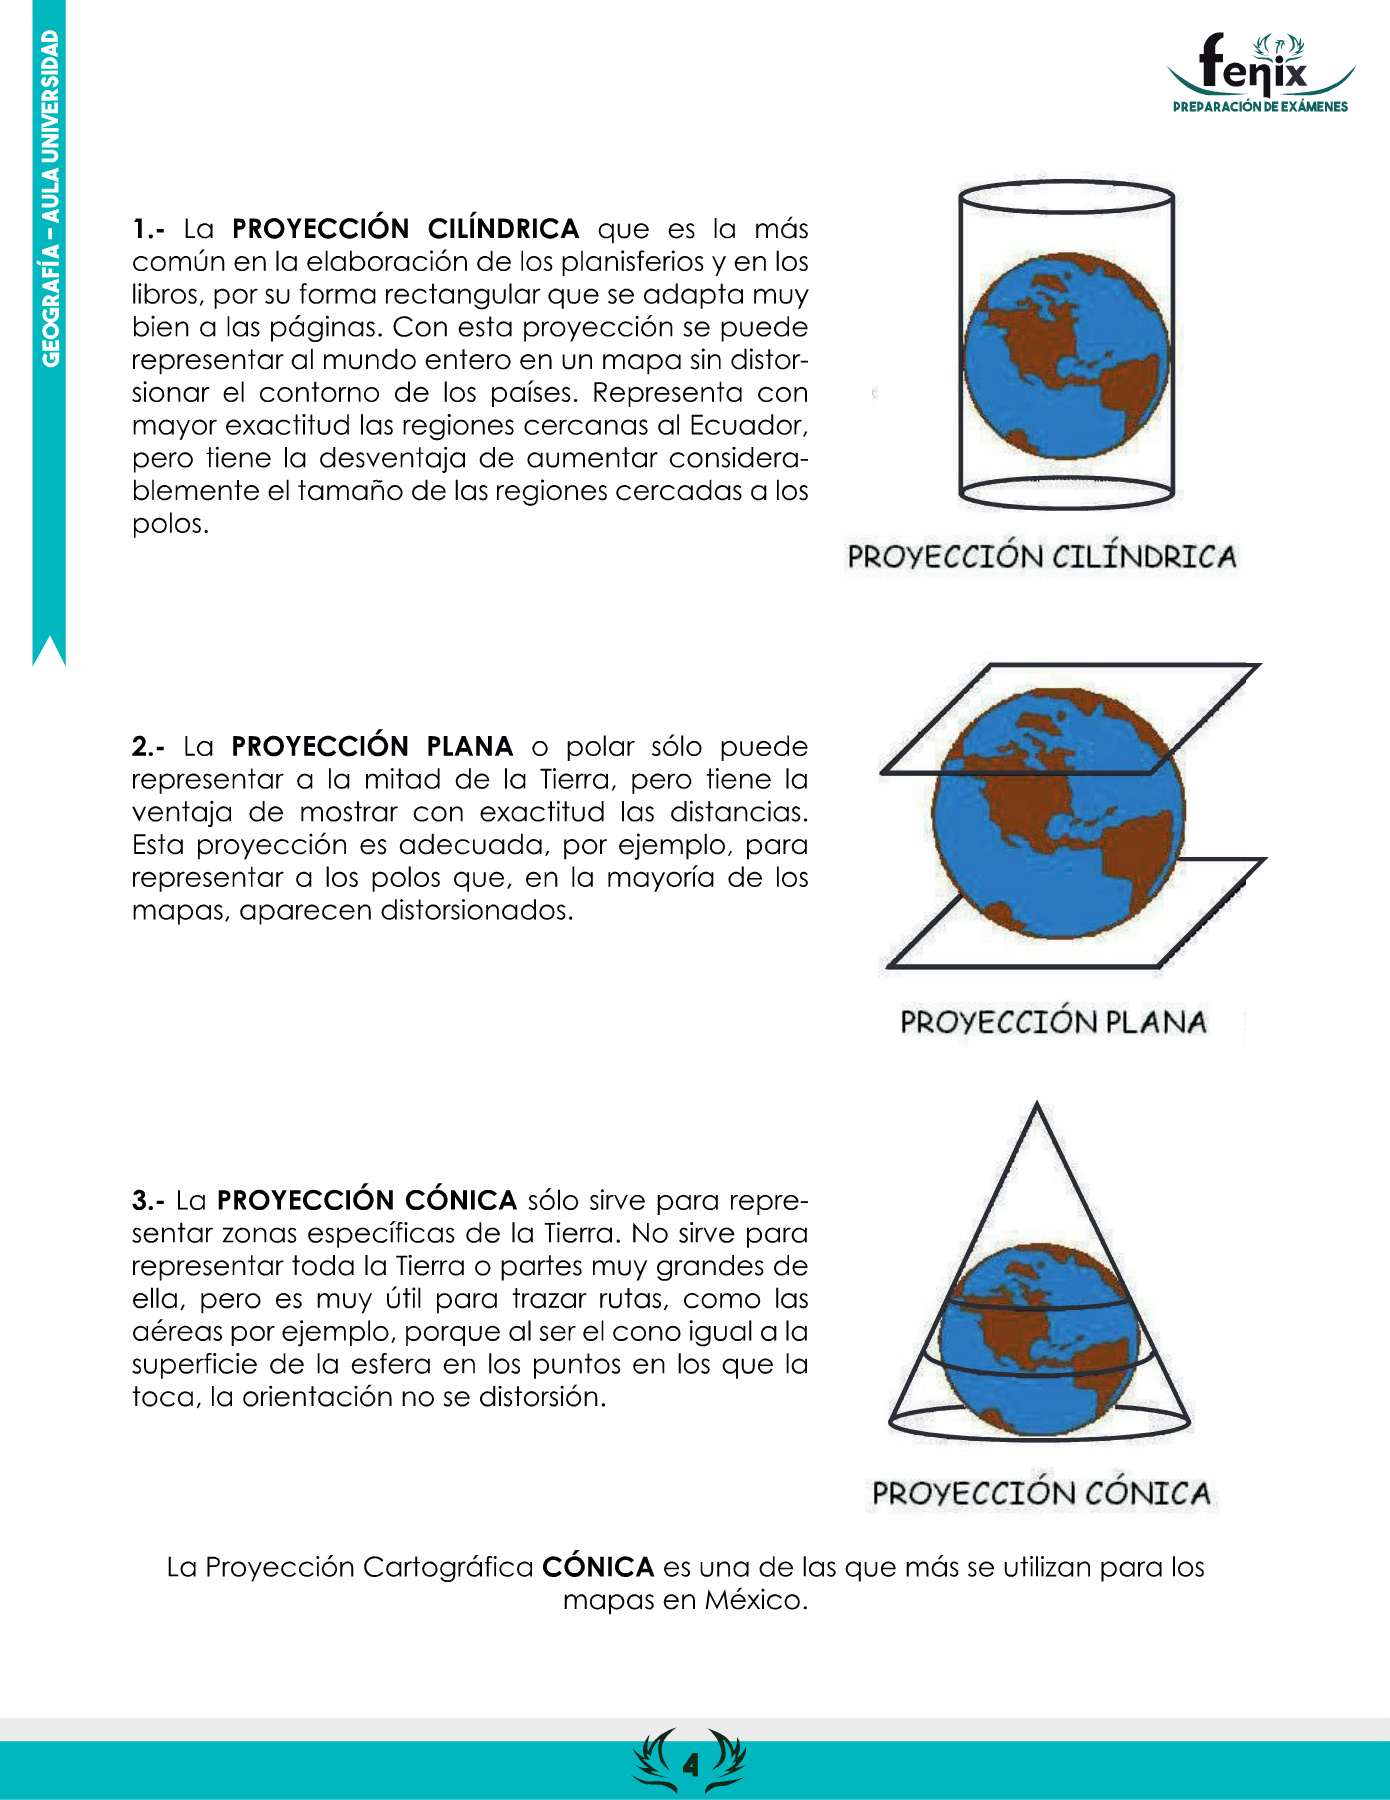 GEOGRAFÍA – AULA UNIVERSIDAD
fenix
PREPARACIÓN DE EXÁMENES
1.- La PROYECCIÓN CILÍNDRICA que es la más
común en la elaboración de los planisferios y en los
libros, por su forma rectangular que se adapta muy
bien a las páginas. Con esta proyección se puede
representar al mundo entero en un mapa sin distor-
sionar el contorno de los países. Representa con
mayor exactitud las regiones cercanas al Ecuador,
pero tiene la desventaja de aumentar considera-
blemente el tamaño de las regiones cercadas a los
polos.
PROYECCIÓN CILÍNDRICA
2.- La PROYECCIÓN PLANA o polar sólo puede
representar a la mitad de la Tierra, pero tiene la
ventaja de mostrar con exactitud las distancias.
Esta proyección es adecuada, por ejemplo, para
representar a los polos que, en la mayoría de los
mapas, aparecen distorsionados.
PROYECCIÓN PLANA
3.- La PROYECCIÓN CÓNICA sólo sirve para repre-
sentar zonas específicas de la Tierra. No sirve para
representar toda la Tierra o partes muy grandes de
ella, pero es muy útil para trazar rutas, como las
aéreas por ejemplo, porque al ser el cono igual a la
superficie de la esfera en los puntos en los que la
toca, la orientación no se distorsión.
PROYECCIÓN CÓNICA
La Proyección Cartográfica CÓNICA es una de las que más se utilizan para los
mapas en México.
4